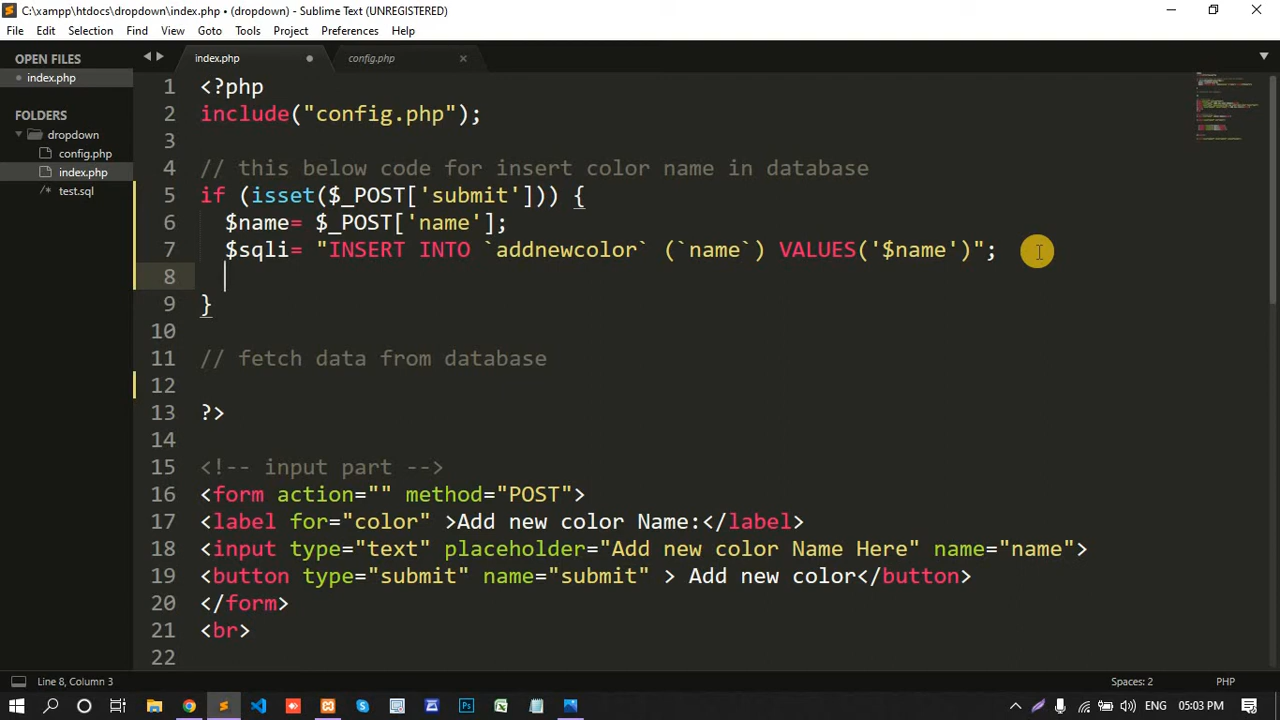 C:\xampp\htdocs\dropdown\index.php • (dropdown) - Sublime Text (UNREGISTERED)
File Edit Selection Find View Goto Tools Project Preferences Help
OPEN FILES
index.php
FOLDERS
dropdown
config.php
index.php
test.sql
index.php
config.php
1 <?php
2 include("config.php");
3
4 // this below code for insert color name in database
5 if (isset($_POST['submit'])) {
6 $name= $_POST['name'];
7 $sqli= "INSERT INTO `addnewcolor` (`name`) VALUES('$name')";
8
9 }
10
11 // fetch data from database
12
13 ?>
14
15 <!-- input part -->
16 <form action="" method="POST">
17 <label for="color" >Add new color Name:</label>
18 <input type="text" placeholder="Add new color Name Here" name="name">
19 <button type="submit" name="submit" > Add new color</button>
20 </form>
21 <br>
22
Line 8, Column 3
Spaces: 2
PHP
ENG 05:03 PM